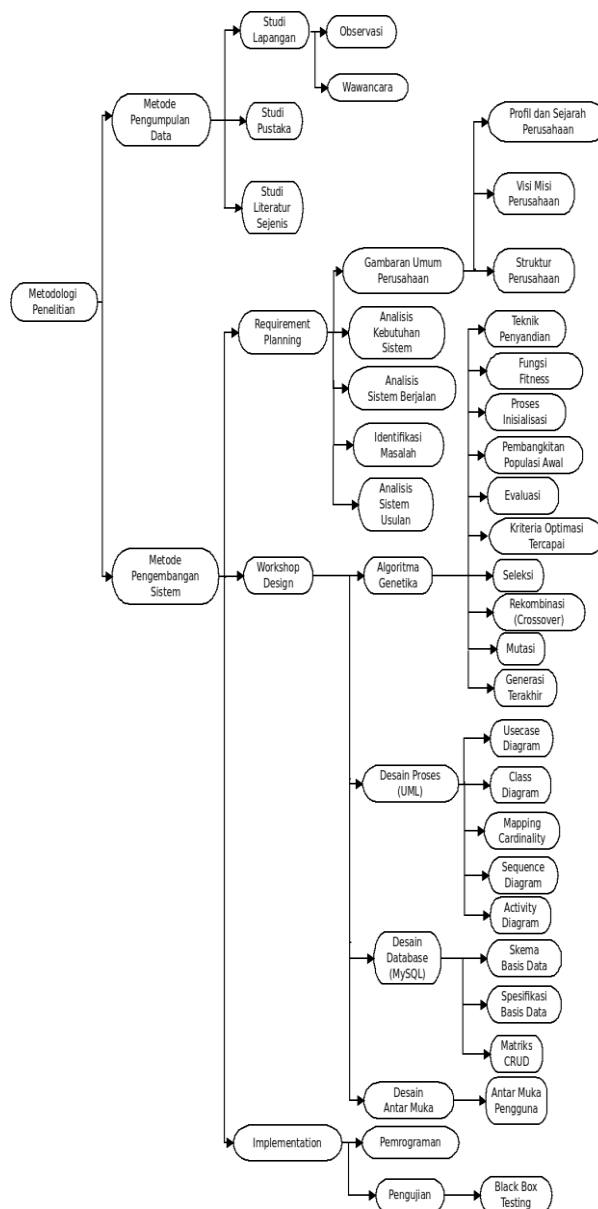 Studi
Lapangan
Observasi
Wawancara
Metode
Pengumpulan
Data
Studi
Pustaka
Studi
Literatur
Sejenis
Profil dan Sejarah
Perusahaan
Visi Misi
Perusahaan
Gambaran Umum
Perusahaan
Struktur
Perusahaan
Metodologi
Penelitian
Requirement
Planning
Analisis
Kebutuhan
Sistem
Analisis
Sistem Berjalan
Identifikasi
Masalah
Analisis
Sistem
Usulan
Teknik
Penyandian
Fungsi
Fitness
Proses
Inisialisasi
Pembangkitan
Populasi Awal
Evaluasi
Kriteria Optimasi
Tercapai
Metode
Pengembangan
Sistem
Workshop
Design
Algoritma
Genetika
Seleksi
Rekombinasi
(Crossover)
Mutasi
Generasi
Terakhir
Desain Proses
(UML)
Usecase
Diagram
Class
Diagram
Mapping
Cardinality
Sequence
Diagram
Activity
Diagram
Desain
Database
(MySQL)
Skema
Basis Data
Spesifikasi
Basis Data
Matriks
CRUD
Desain
Antar Muka
Antar Muka
Pengguna
Implementation
Pemrograman
Pengujian
Black Box
Testing